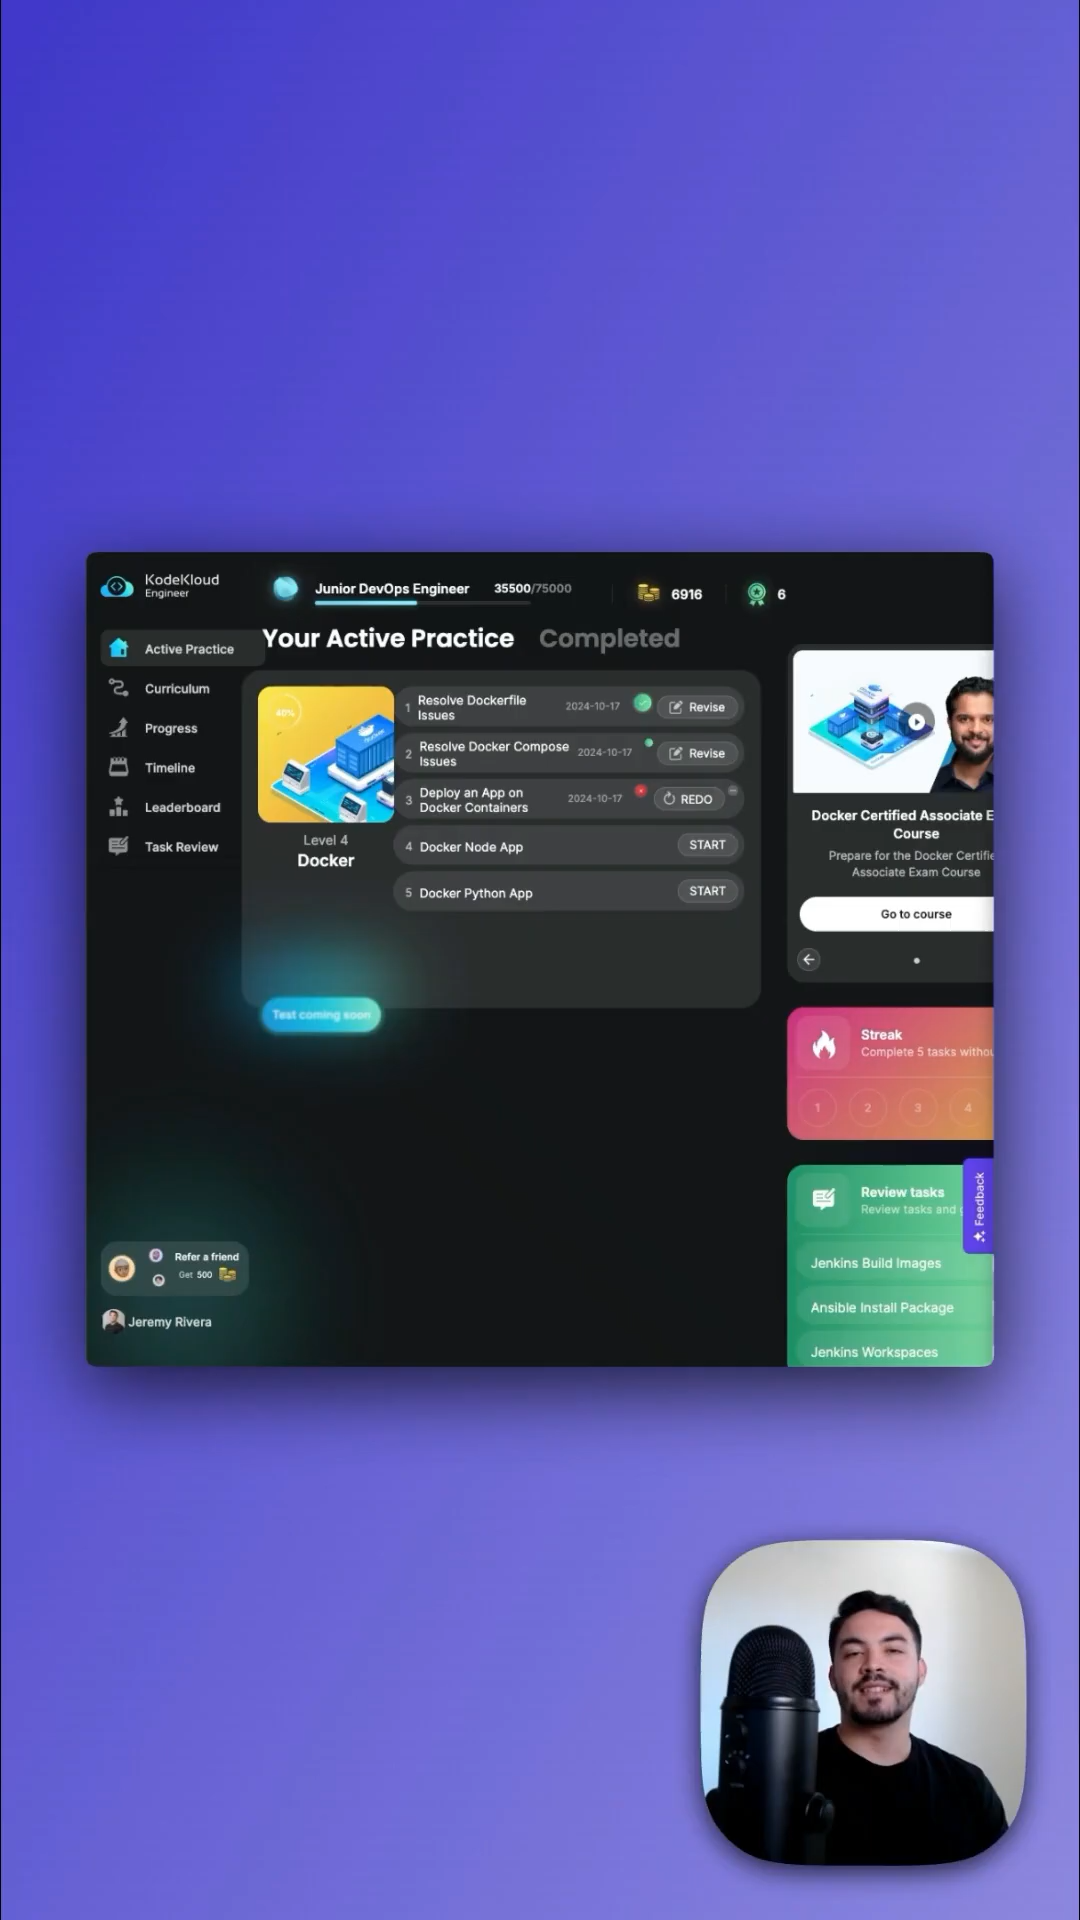 KodeKloud
Engineer
Junior DevOps Engineer
35500/75000
6916
6
Active Practice
Curriculum
Progress
Timeline
Leaderboard
Task Review
Your Active Practice
Completed
40%
Level 4
Docker
1
Resolve Dockerfile
Issues
2024-10-17
Revise
2
Resolve Docker Compose
Issues
2024-10-17
Revise
3
Deploy an App on
Docker Containers
2024-10-17
REDO
4
Docker Node App
START
5
Docker Python App
START
Test coming soon
Docker Certified Associate E
Course
Prepare for the Docker Certifie
Associate Exam Course
Go to course
Streak
Complete 5 tasks withou
1
2
3
4
Review tasks
Review tasks and g
Jenkins Build Images
Ansible Install Package
Jenkins Workspaces
Feedback
Refer a friend
Get 500
Jeremy Rivera